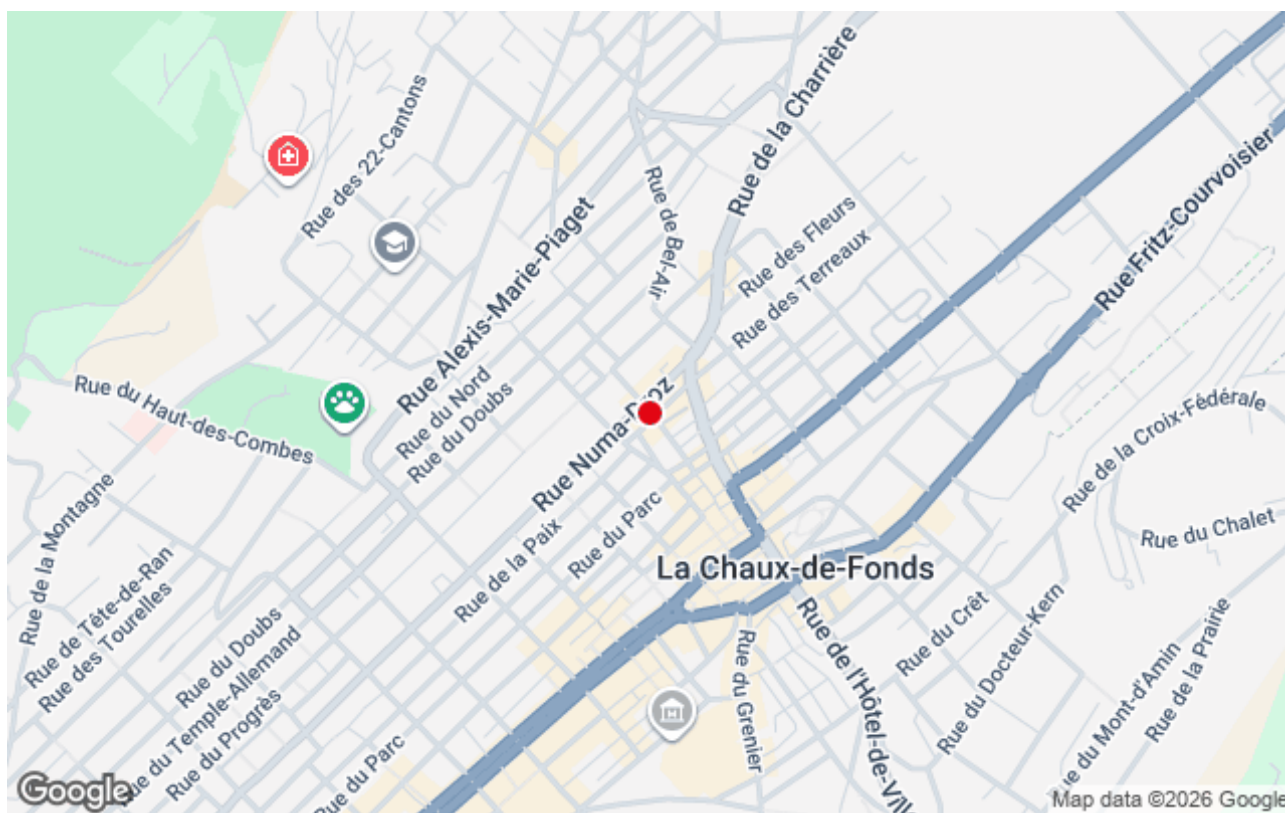 Rue de la Charrière
Rue des 22-Cantons
Rue Fritz-Courvoisier
Rue de Bel-Air
Rue Alexis-Marie-Piaget
Rue des Fleurs
Rue des Terreaux
Rue du Haut-des-Combes
Rue du Nord
Rue du Doubs
Rue Numa-Droz
Rue de la Croix-Fédérale
Rue de la Montagne
Rue du Parc
Rue de la Paix
Rue du Chalet
La Chaux-de-Fonds
Rue de Tête-de-Ran
Rue des Tourelles
Rue du Doubs
Rue du Temple-Allemand
Rue du Progrès
Rue du Crêt
Rue du Docteur-Kern
Rue du Grenier
Rue de l'Hôtel-de-Vill
Rue du Mont-d'Amin
Rue de la Prairie
Rue du Parc
Google
Map data ©2026 Google